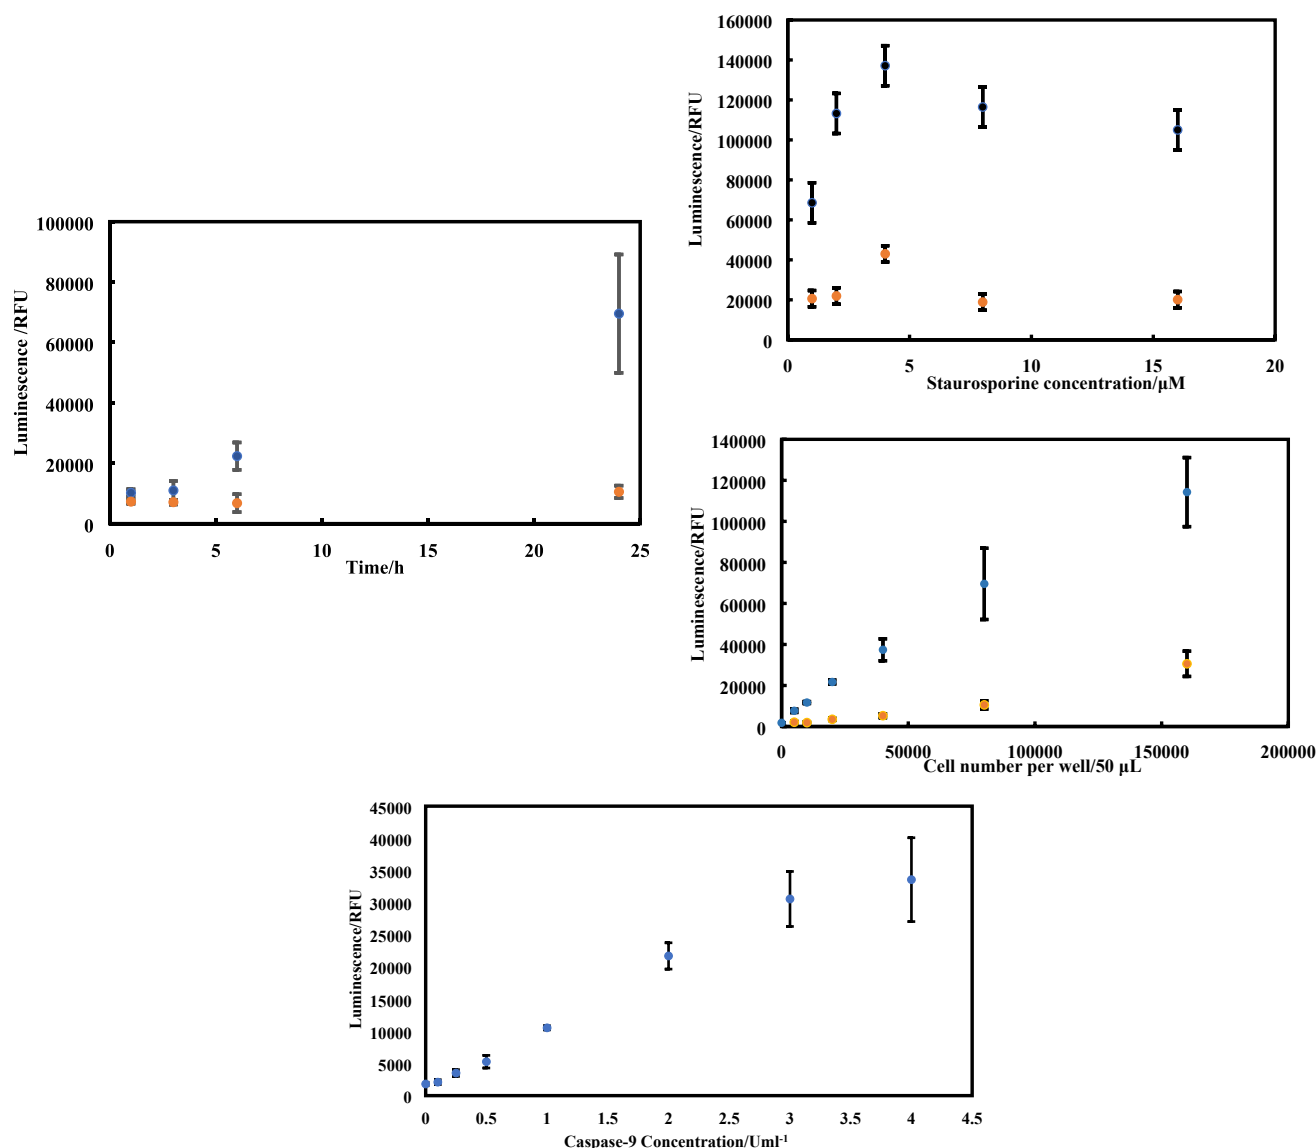 160000
140000
120000
100000
80000
60000
40000
20000
0
Luminescence/RFU
0 5 10 15 20
Staurosporine concentration/µM
100000
80000
60000
40000
20000
0
Luminescence /RFU
0 5 10 15 20 25
Time/h
140000
120000
100000
80000
60000
40000
20000
0
Luminescence/RFU
0 50000 100000 150000 200000
Cell number per well/50 µL
45000
40000
35000
30000
25000
20000
15000
10000
5000
0
Luminescence/RFU
0 0.5 1 1.5 2 2.5 3 3.5 4 4.5
Caspase-9 Concentration/Uml⁻¹